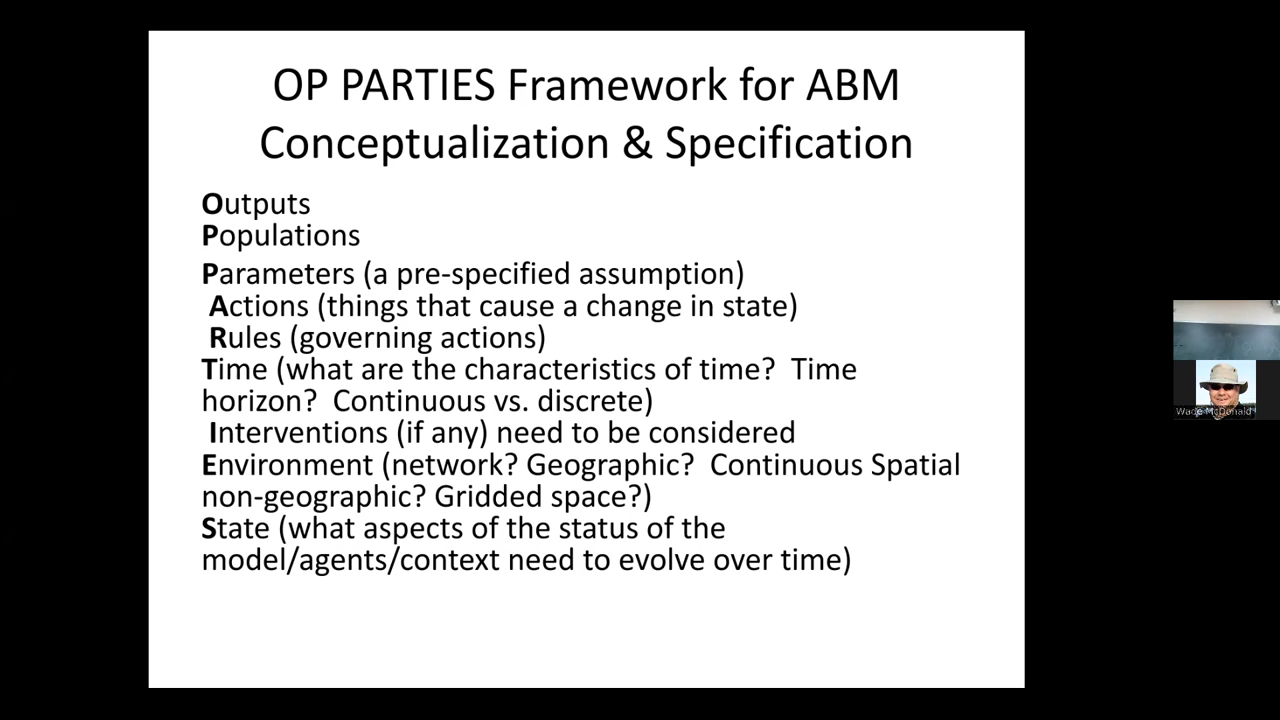 OP PARTIES Framework for ABM
Conceptualization & Specification
Outputs
Populations
Parameters (a pre-specified assumption)
Actions (things that cause a change in state)
Rules (governing actions)
Time (what are the characteristics of time?  Time
horizon?  Continuous vs. discrete)
Interventions (if any) need to be considered
Environment (network? Geographic?  Continuous Spatial
non-geographic? Gridded space?)
State (what aspects of the status of the
model/agents/context need to evolve over time)
Wade McDonald